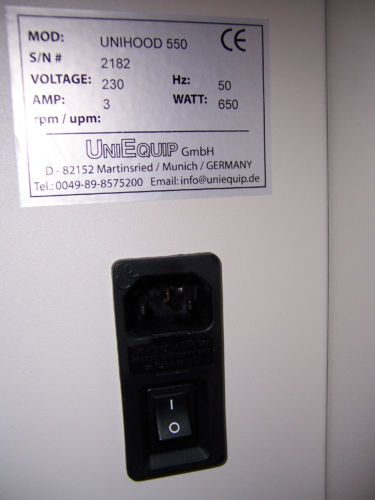 MOD: UNIHOOD 550 CE
S/N # 2182
VOLTAGE: 230 Hz: 50
AMP: 3 WATT: 650
rpm / upm:
UNIEQUIP GmbH
D - 82152 Martinsried / Munich / GERMANY
Tel.: 0049-89-8575200 Email: info@uniequip.de
I
O